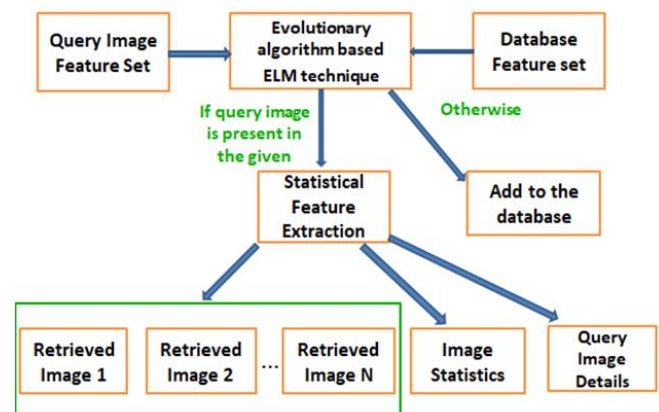 Query Image
Feature Set
Evolutionary
algorithm based
ELM technique
Database
Feature set
If query image
is present in
the given
Otherwise
Statistical
Feature
Extraction
Add to the
database
Retrieved
Image 1
Retrieved
Image 2
...
Retrieved
Image N
Image
Statistics
Query
Image
Details